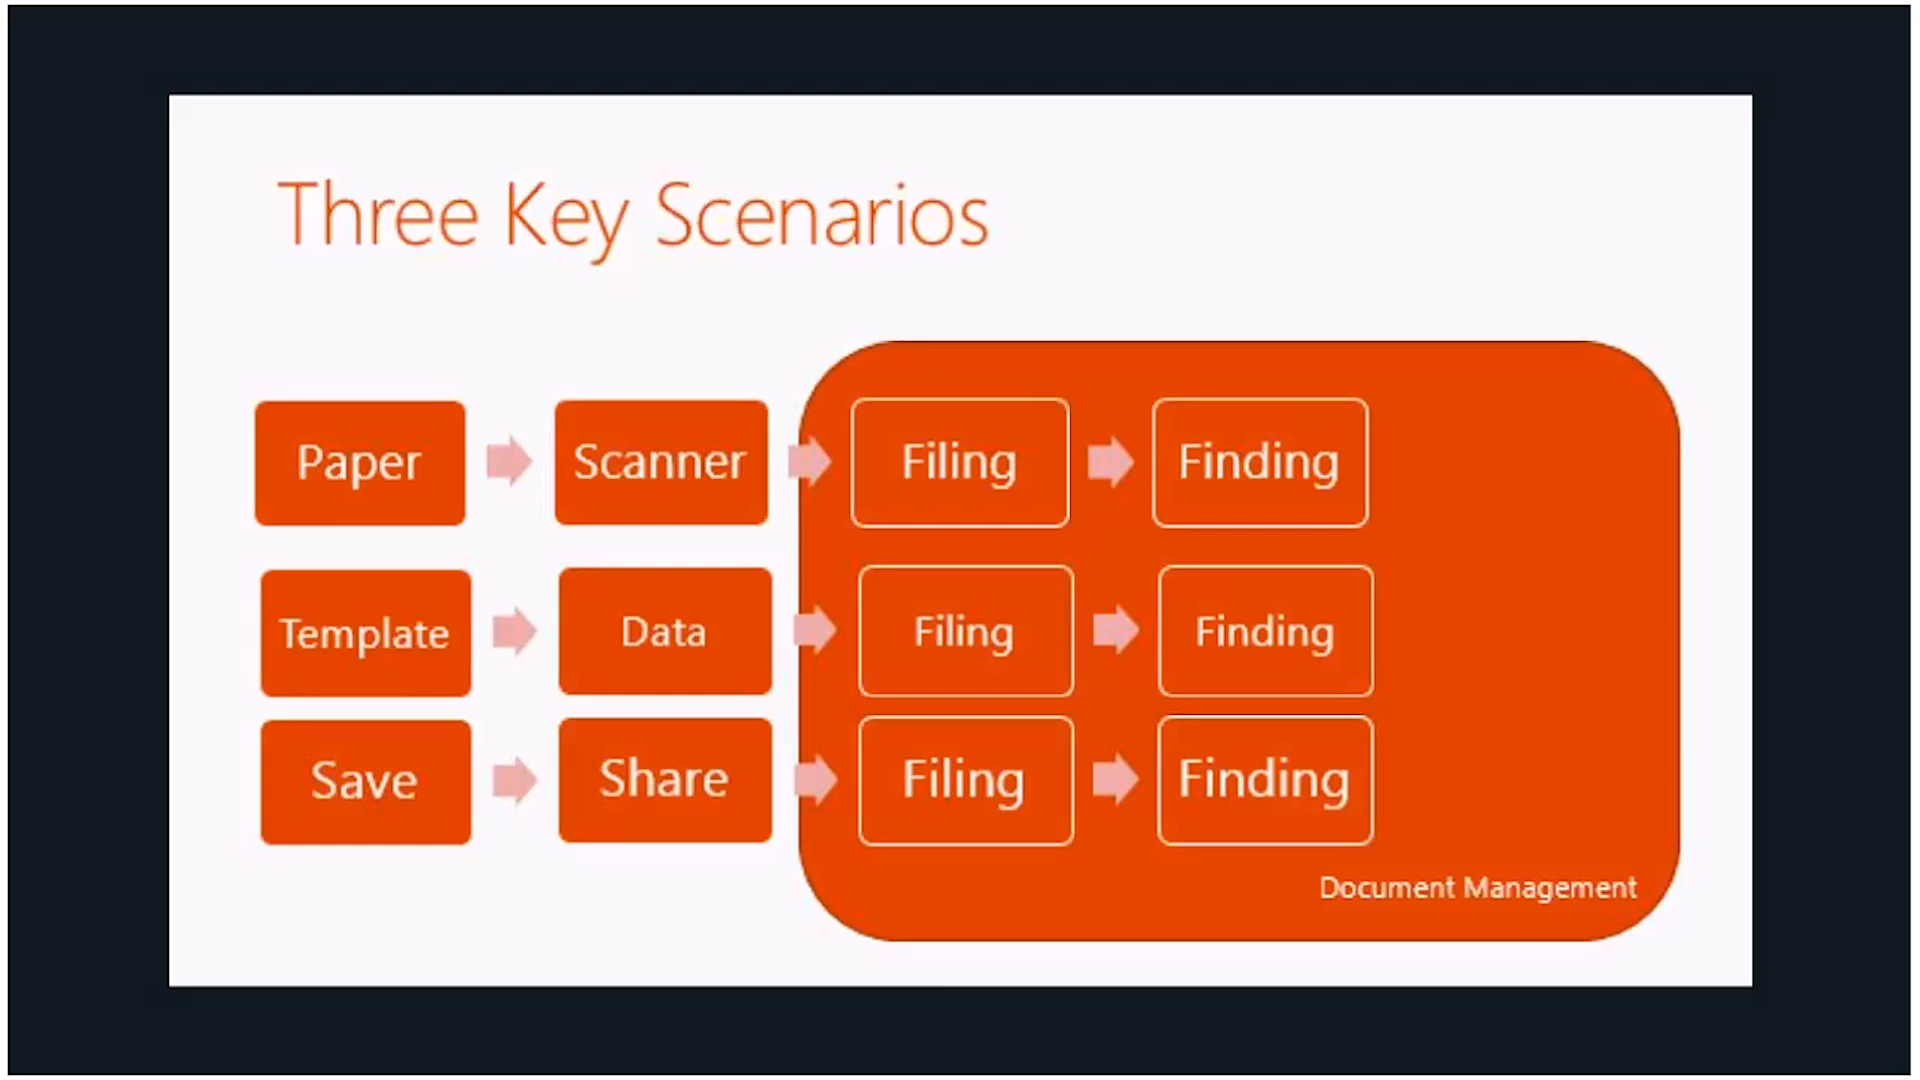 Three Key Scenarios
Paper Scanner Filing Finding
Template Data Filing Finding
Save Share Filing Finding
Document Management